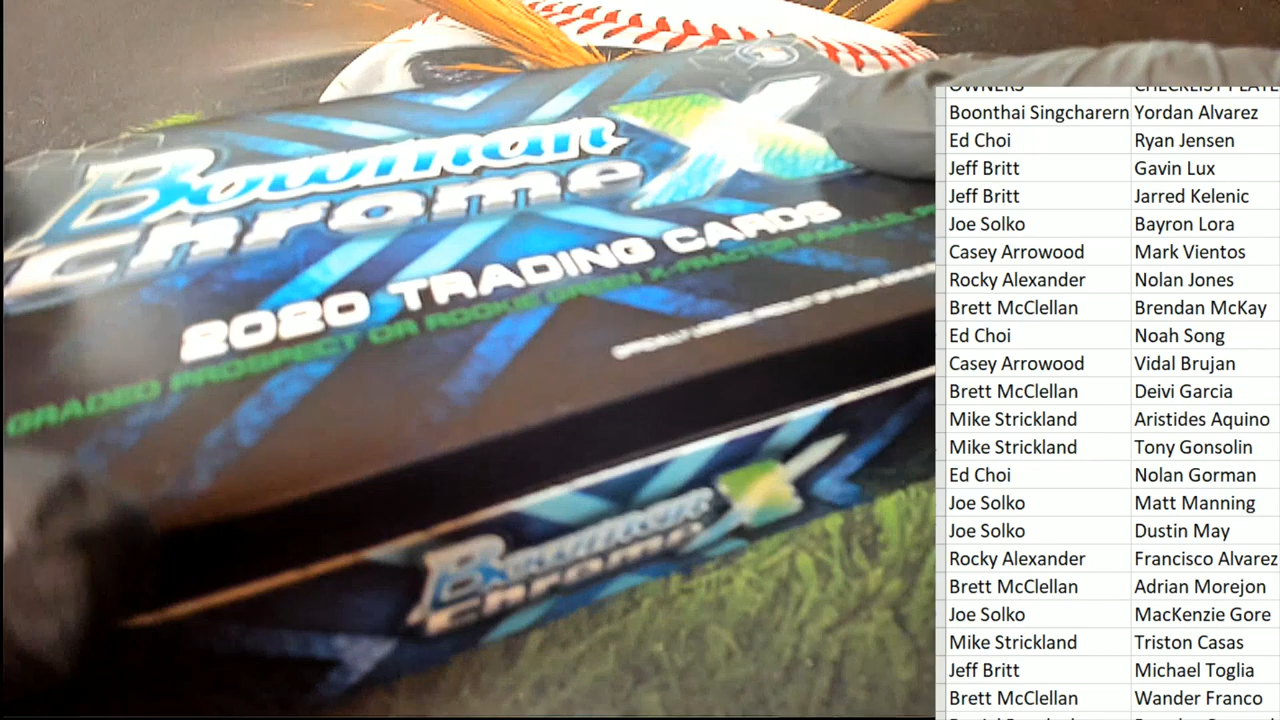 Bowman
Chrome X
2020 TRADING CARDS
GRADED PROSPECT OR ROOKIE GREEN X-FRACTOR PARALLEL
Bowman
CHROME X
OWNERS
Boonthai Singcharern Yordan Alvarez
Ed Choi Ryan Jensen
Jeff Britt Gavin Lux
Jeff Britt Jarred Kelenic
Joe Solko Bayron Lora
Casey Arrowood Mark Vientos
Rocky Alexander Nolan Jones
Brett McClellan Brendan McKay
Ed Choi Noah Song
Casey Arrowood Vidal Brujan
Brett McClellan Deivi Garcia
Mike Strickland Aristides Aquino
Mike Strickland Tony Gonsolin
Ed Choi Nolan Gorman
Joe Solko Matt Manning
Joe Solko Dustin May
Rocky Alexander Francisco Alvarez
Brett McClellan Adrian Morejon
Joe Solko MacKenzie Gore
Mike Strickland Triston Casas
Jeff Britt Michael Toglia
Brett McClellan Wander Franco